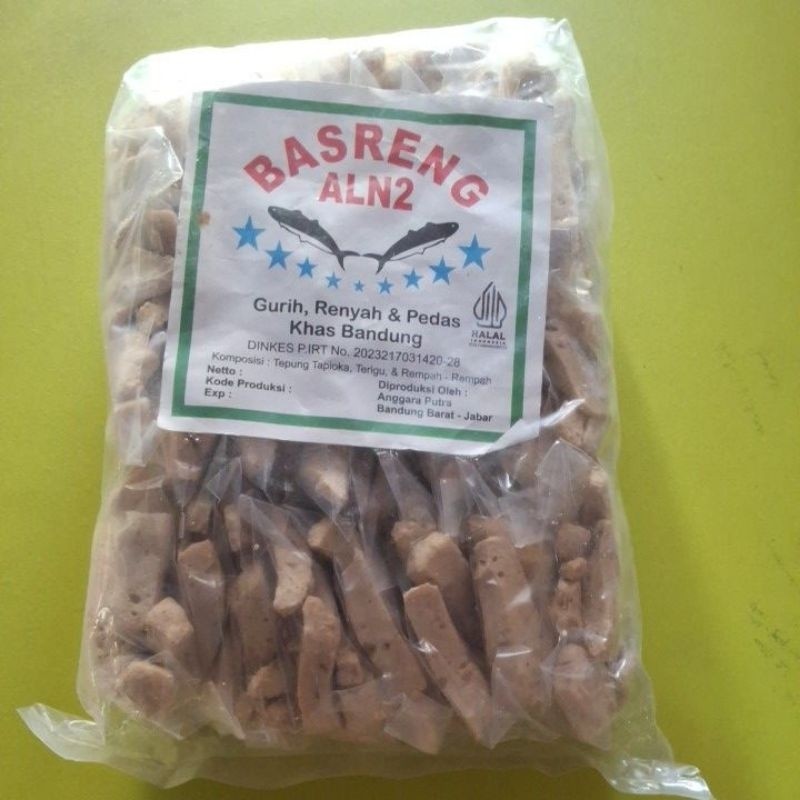 BASRENG
ALN2
Gurih, Renyah & Pedas
Khas Bandung
HALAL
INDONESIA
DINKES P.IRT No. 2023217031420-28
Komposisi : Tepung Tapioka, Terigu, & Rempah - Rempah
Netto :
Kode Produksi :
Exp :
Diproduksi Oleh :
Anggara Putra
Bandung Barat - Jabar